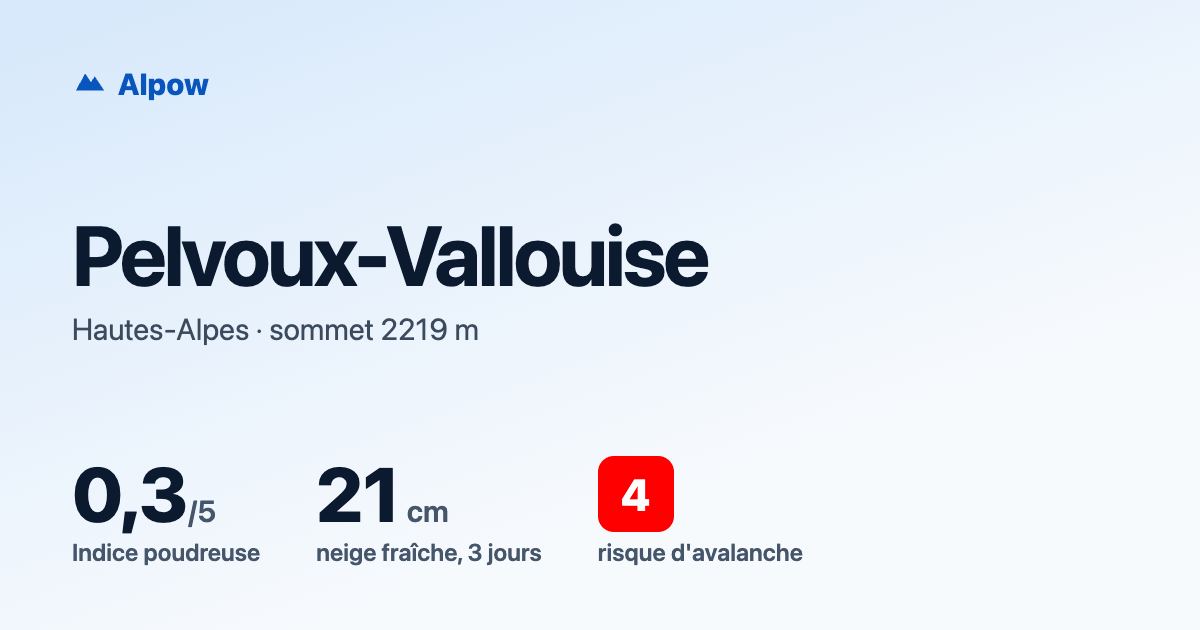 Alpow
Pelvoux-Vallouise
Hautes-Alpes · sommet 2219 m
0,3/5
Indice poudreuse
21 cm
neige fraîche, 3 jours
4
risque d'avalanche